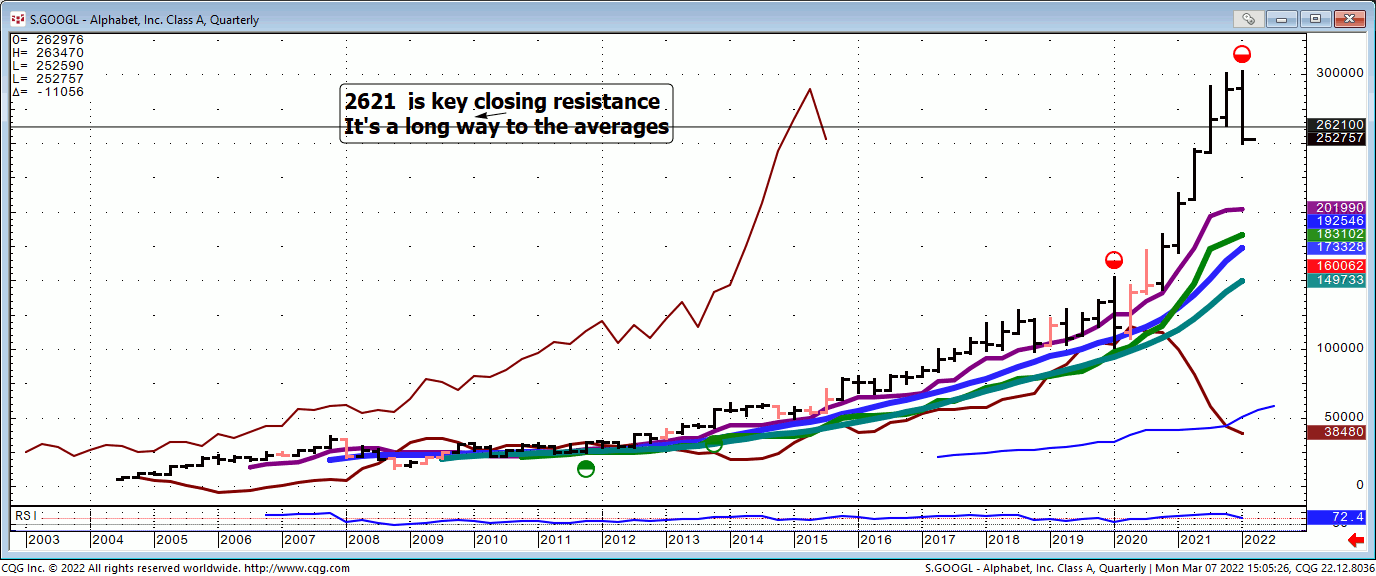 S.GOOGL - Alphabet, Inc. Class A, Quarterly
O= 262976
H= 263470
L= 252590
L= 252757
Δ= -11056
2621 is key closing resistance
It's a long way to the averages
300000
262100
252757
201990
192546
183102
173328
160062
149733
100000
50000
38480
0
RSI
72.4
2003 2004 2005 2006 2007 2008 2009 2010 2011 2012 2013 2014 2015 2016 2017 2018 2019 2020 2021 2022
CQG Inc. © 2022 All rights reserved worldwide. http://www.cqg.com
S.GOOGL - Alphabet, Inc. Class A, Quarterly | Mon Mar 07 2022 15:05:26, CQG 22.12.8036